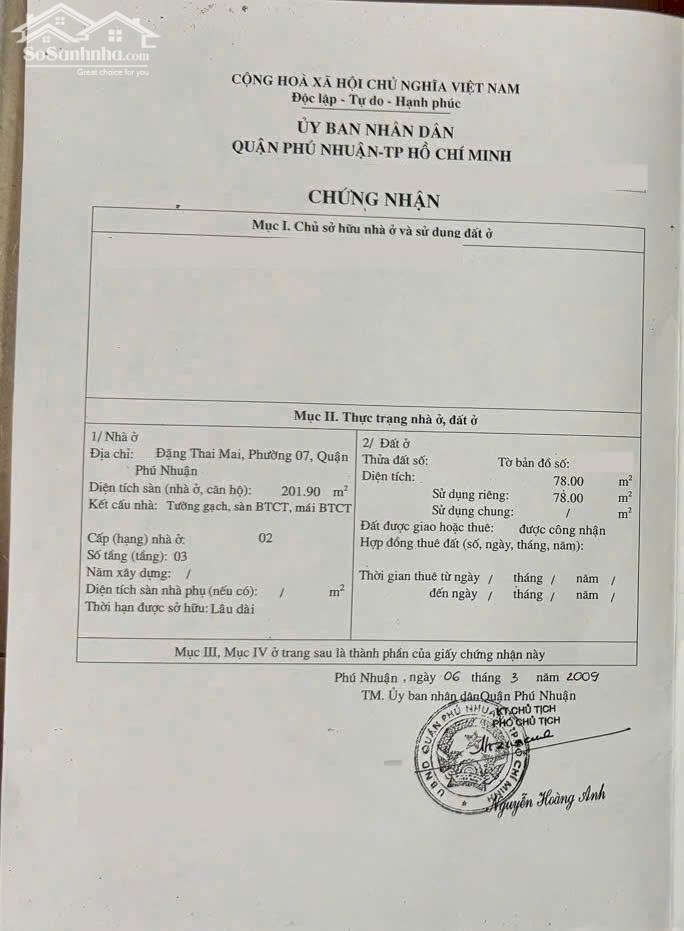 SoSanhnha.com
Great choice for you
CỘNG HOÀ XÃ HỘI CHỦ NGHĨA VIỆT NAM
Độc lập - Tự do - Hạnh phúc
ỦY BAN NHÂN DÂN
QUẬN PHÚ NHUẬN-TP HỒ CHÍ MINH
CHỨNG NHẬN
Mục I. Chủ sở hữu nhà ở và sử dụng đất ở
Mục II. Thực trạng nhà ở, đất ở
1/ Nhà ở
Địa chỉ: Đặng Thai Mai, Phường 07, Quận
Phú Nhuận
Diện tích sàn (nhà ở, căn hộ): 201.90 m²
Kết cấu nhà: Tường gạch, sàn BTCT, mái BTCT
Cấp (hạng) nhà ở: 02
Số tầng (tầng): 03
Năm xây dựng: /
Diện tích sàn nhà phụ (nếu có): / m²
Thời hạn được sở hữu: Lâu dài
2/ Đất ở
Thửa đất số: Tờ bản đồ số:
Diện tích: 78.00 m²
Sử dụng riêng: 78.00 m²
Sử dụng chung: / m²
Đất được giao hoặc thuê: được công nhận
Hợp đồng thuê đất (số, ngày, tháng, năm):
Thời gian thuê từ ngày / tháng / năm /
đến ngày / tháng / năm /
Mục III, Mục IV ở trang sau là thành phần của giấy chứng nhận này
Phú Nhuận, ngày 06 tháng 3 năm 2009
TM. Ủy ban nhân dân Quận Phú Nhuận
KT.CHỦ TỊCH
PHÓ CHỦ TỊCH
UBND QUẬN PHÚ NHUẬN TP HỒ CHÍ MINH
Nguyễn Hoàng Anh